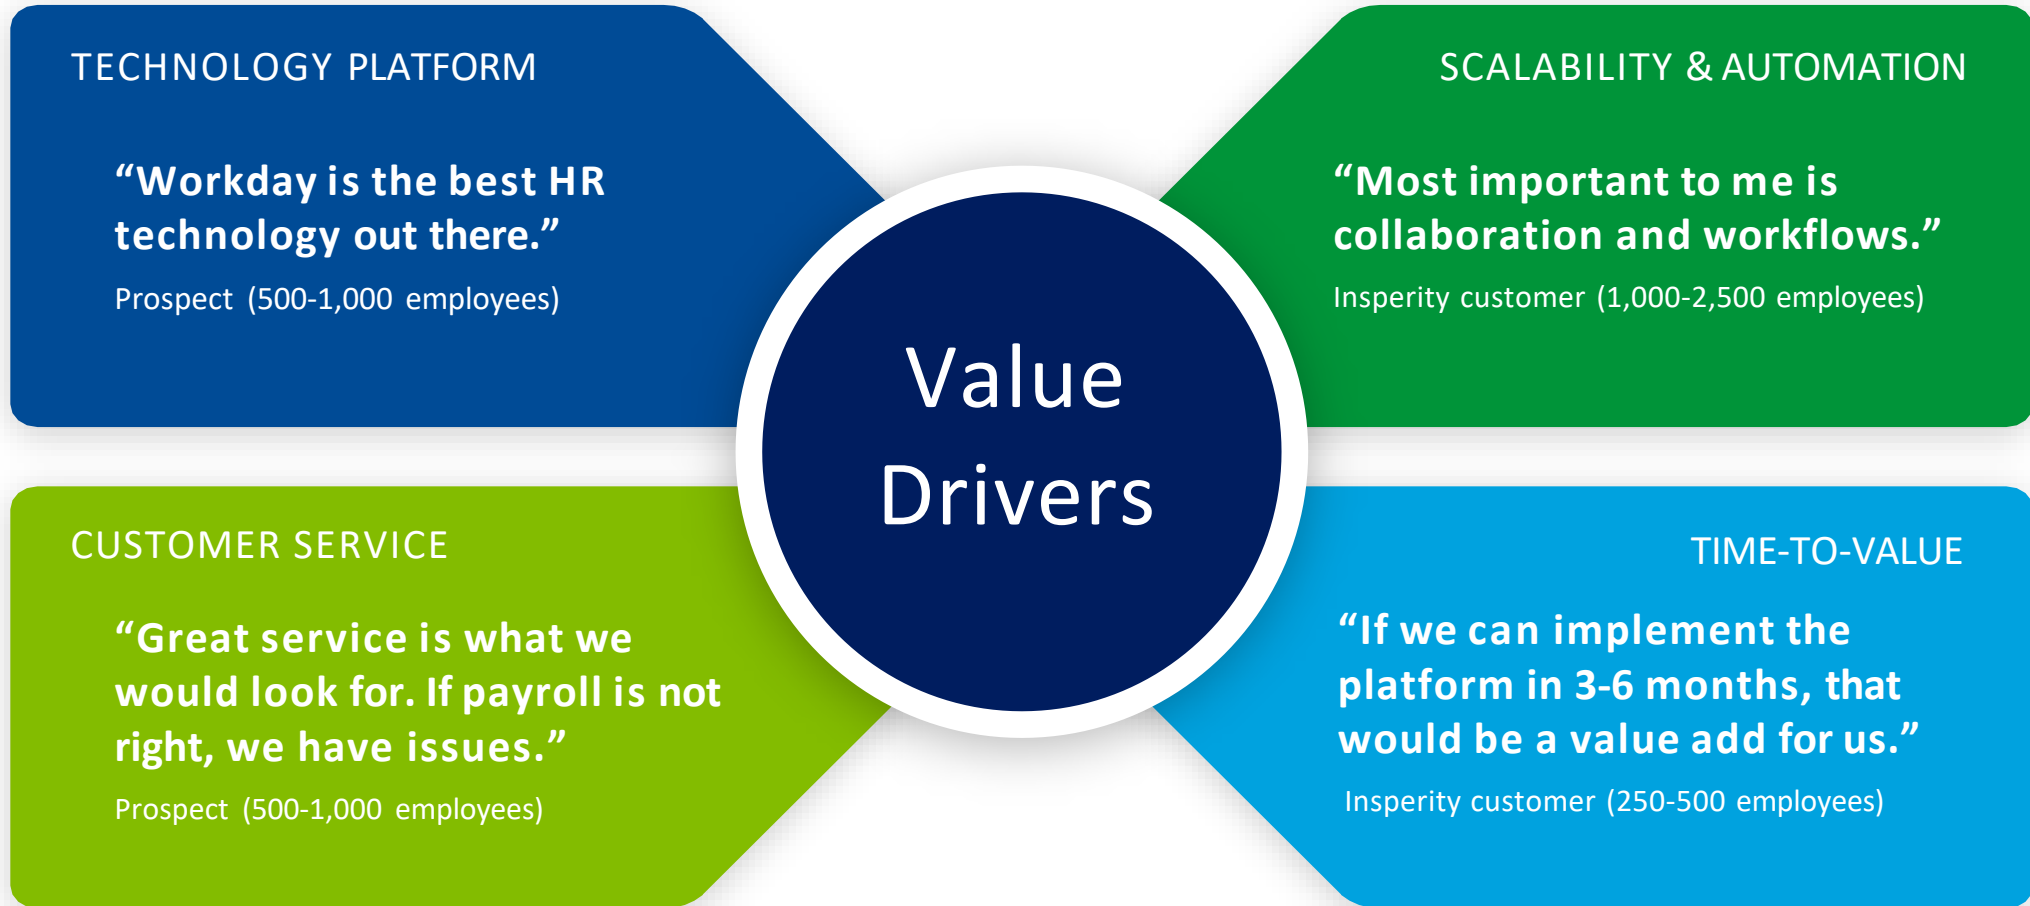 TECHNOLOGY PLATFORM
“Workday is the best HR
technology out there.”
Prospect (500-1,000 employees)
SCALABILITY & AUTOMATION
“Most important to me is
collaboration and workflows.”
Insperity customer (1,000-2,500 employees)
Value
Drivers
CUSTOMER SERVICE
“Great service is what we
would look for. If payroll is not
right, we have issues.”
Prospect (500-1,000 employees)
TIME-TO-VALUE
“If we can implement the
platform in 3-6 months, that
would be a value add for us.”
Insperity customer (250-500 employees)